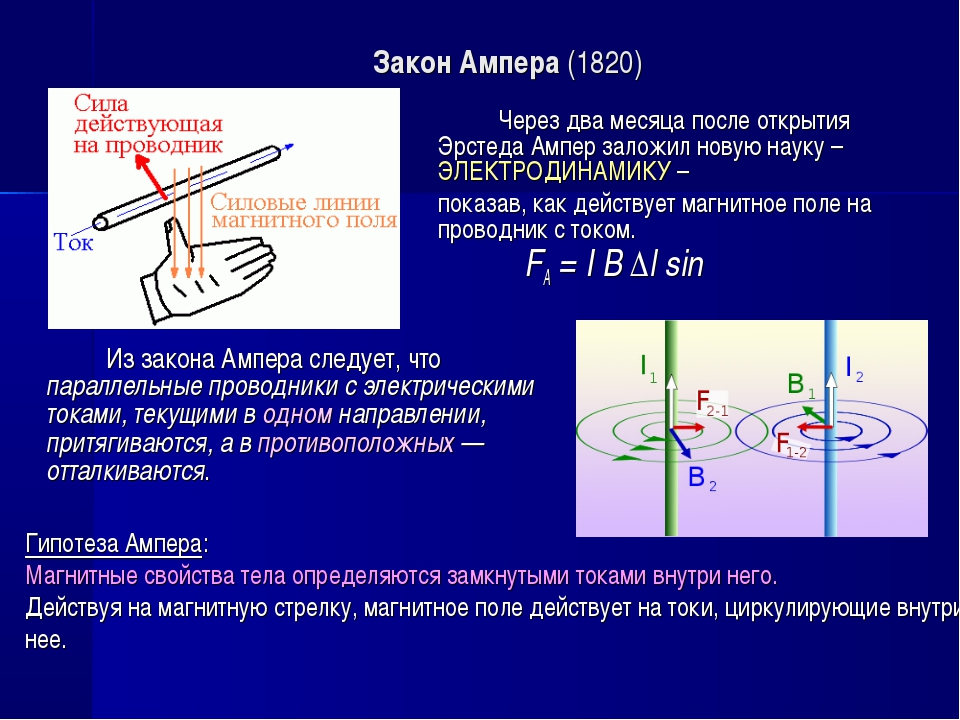 Закон Ампера (1820)
Сила
действующая
на проводник
Силовые линии
магнитного поля
Ток
Через два месяца после открытия
Эрстеда Ампер заложил новую науку –
ЭЛЕКТРОДИНАМИКУ –
показав, как действует магнитное поле на
проводник с током.
FА = I B Δl sin
Из закона Ампера следует, что
параллельные проводники с электрическими
токами, текущими в одном направлении,
притягиваются, а в противоположных —
отталкиваются.
I1
I2
B1
F2-1
F1-2
B2
Гипотеза Ампера:
Магнитные свойства тела определяются замкнутыми токами внутри него.
Действуя на магнитную стрелку, магнитное поле действует на токи, циркулирующие внутри
нее.